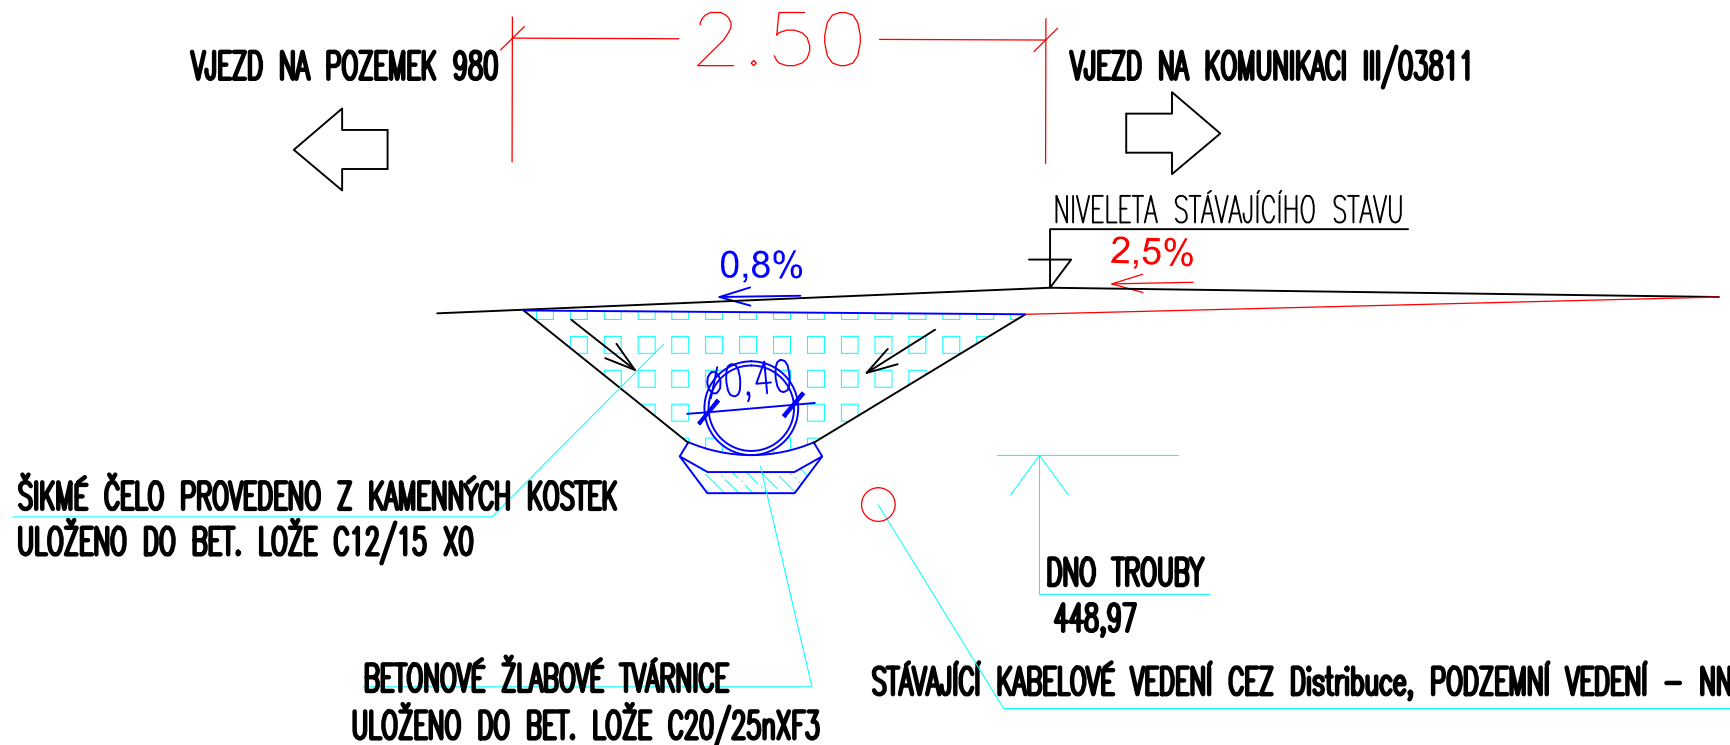 2.50
VJEZD NA POZEMEK 980
VJEZD NA KOMUNIKACI III/03811
NIVELETA STÁVAJÍCÍHO STAVU
0,8%
2,5%
ø0,40
ŠIKMÉ ČELO PROVEDENO Z KAMENNÝCH KOSTEK
ULOŽENO DO BET. LOŽE C12/15 X0
DNO TROUBY
448,97
BETONOVÉ ŽLABOVÉ TVÁRNICE
ULOŽENO DO BET. LOŽE C20/25nXF3
STÁVAJÍCÍ KABELOVÉ VEDENÍ CEZ Distribuce, PODZEMNÍ VEDENÍ – NN